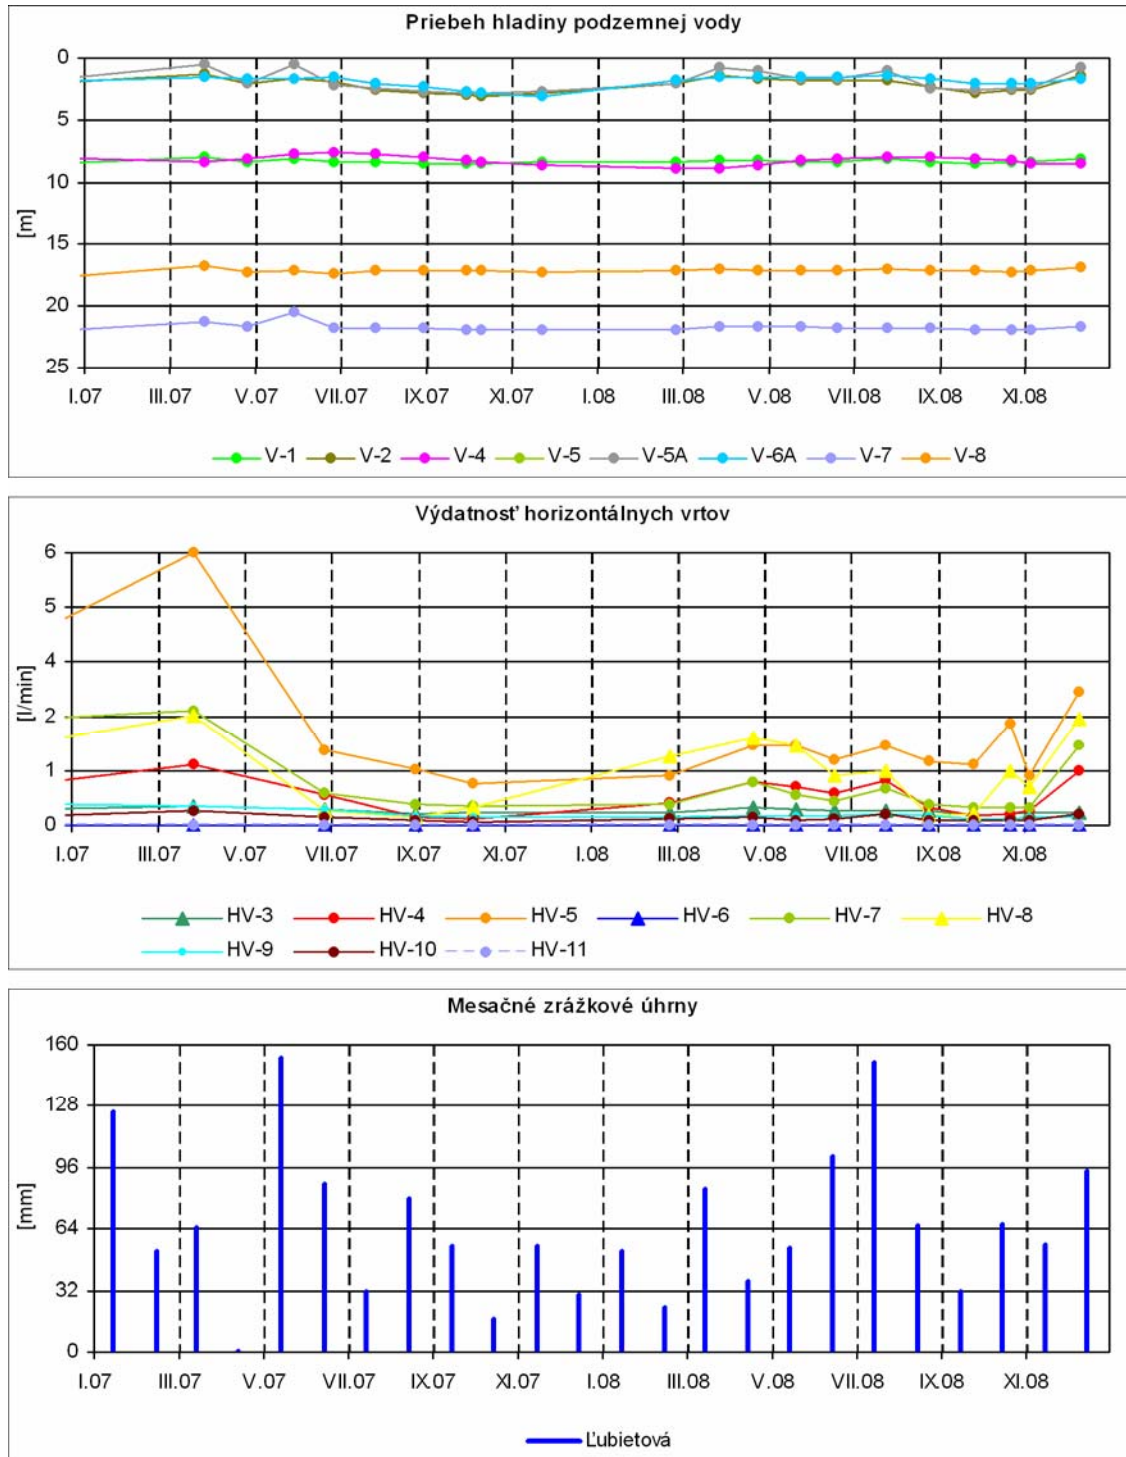 Priebeh hladiny podzemnej vody
0
5
10
15
20
25
[m]
I.07 III.07 V.07 VII.07 IX.07 XI.07 I.08 III.08 V.08 VII.08 IX.08 XI.08
V-1 V-2 V-4 V-5 V-5A V-6A V-7 V-8
Výdatnosť horizontálnych vrtov
6
5
4
2
1
0
[l/min]
I.07 III.07 V.07 VII.07 IX.07 XI.07 I.08 III.08 V.08 VII.08 IX.08 XI.08
HV-3 HV-4 HV-5 HV-6 HV-7 HV-8
HV-9 HV-10 HV-11
Mesačné zrážkové úhrny
160
128
96
64
32
0
[mm]
I.07 III.07 V.07 VII.07 IX.07 XI.07 I.08 III.08 V.08 VII.08 IX.08 XI.08
Ľubietová